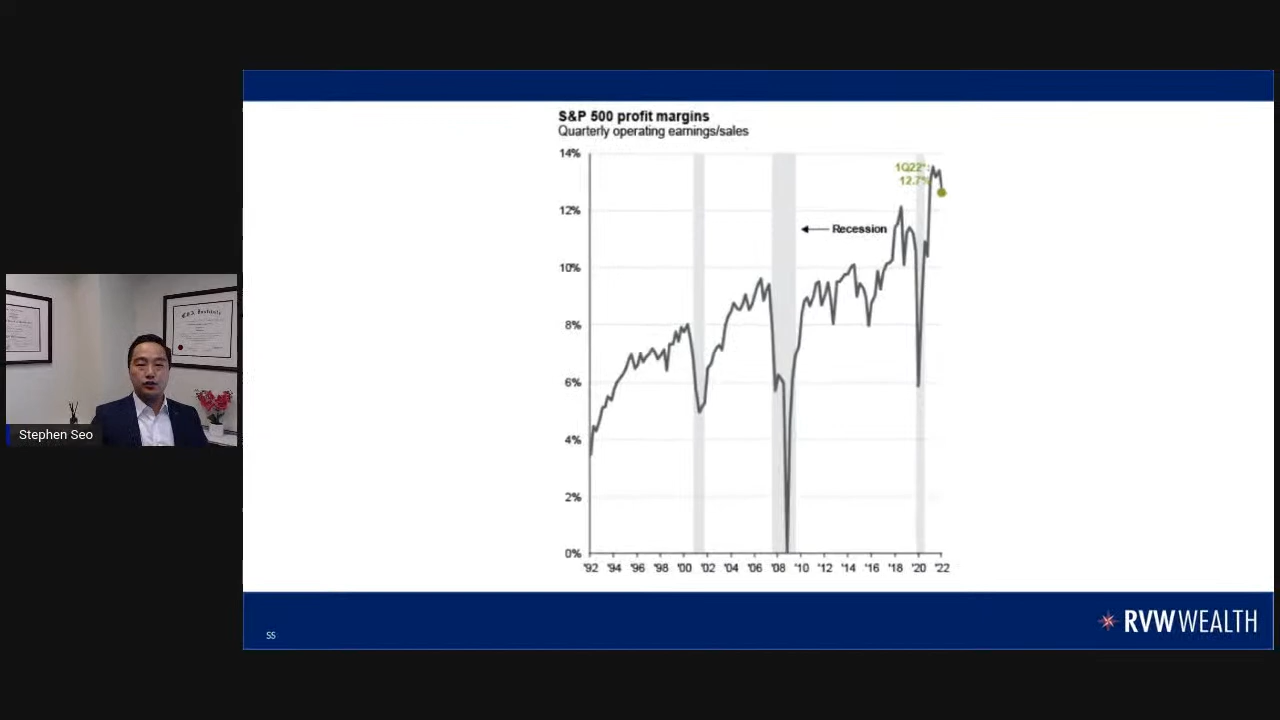 S&P 500 profit margins
Quarterly operating earnings/sales
14%
12%
10%
8%
6%
4%
2%
0%
1Q22*:
12.7%
Recession
'92 '94 '96 '98 '00 '02 '04 '06 '08 '10 '12 '14 '16 '18 '20 '22
CFA Institute
Stephen Seo
55
RVW WEALTH